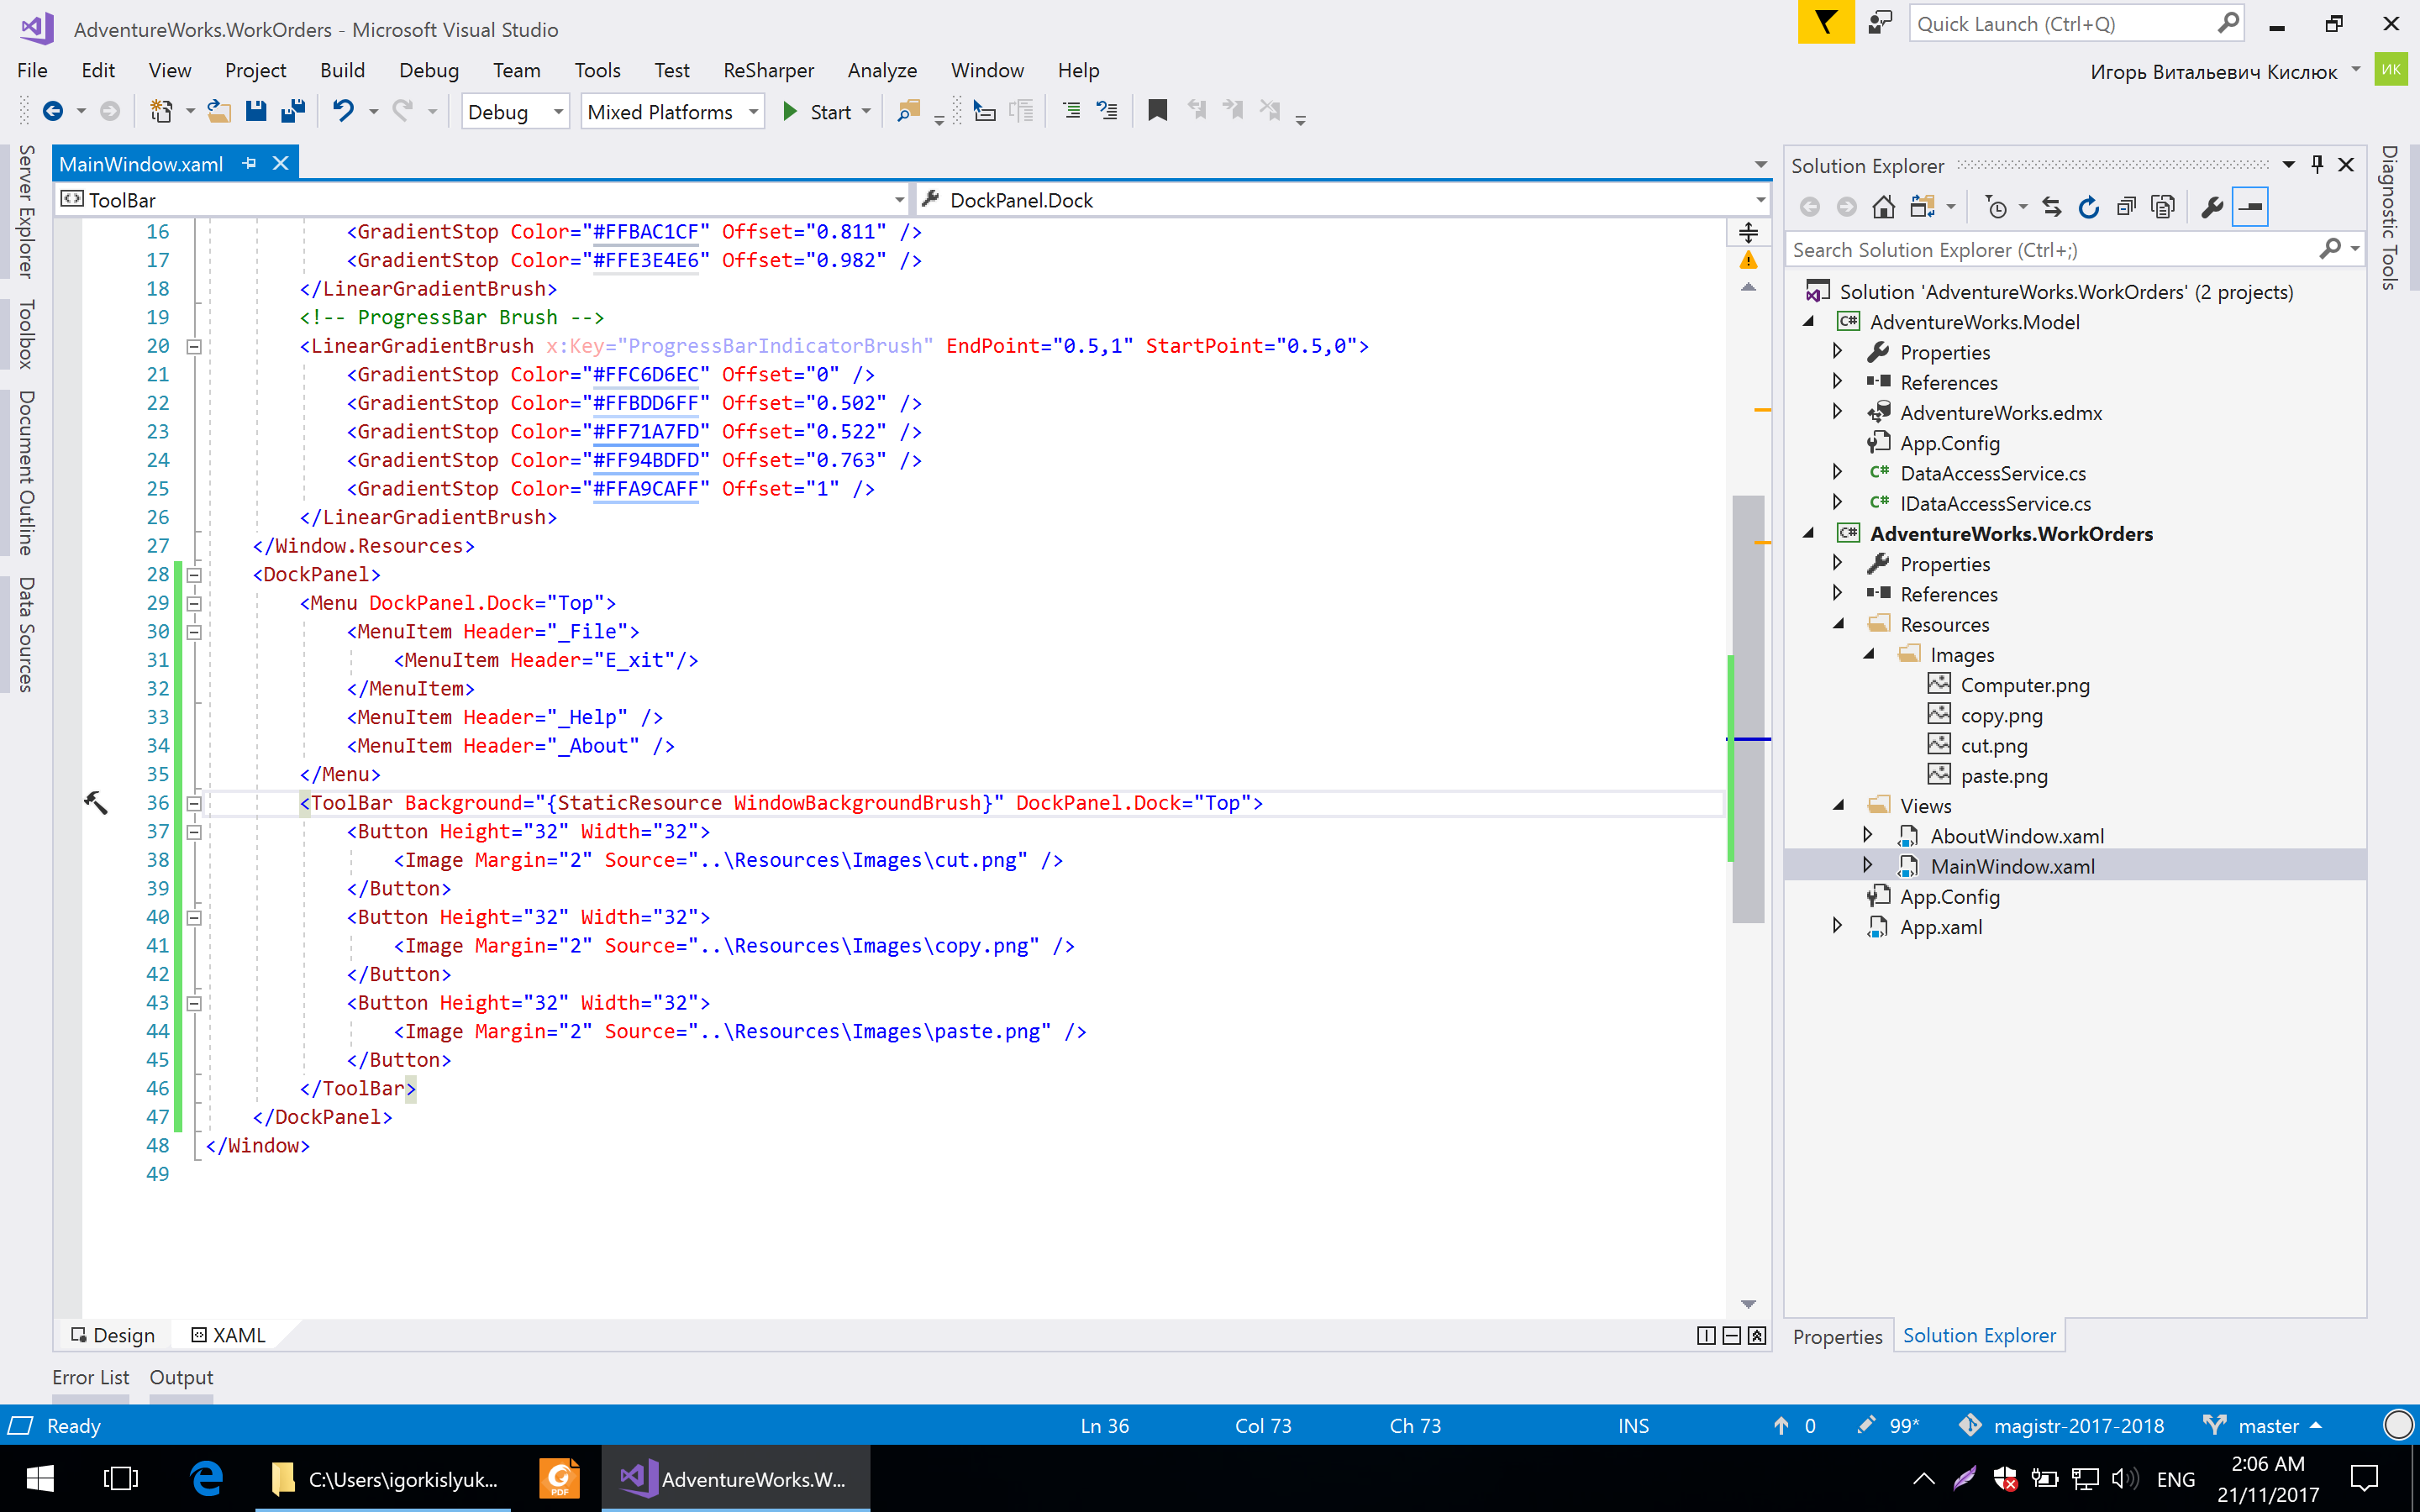 AdventureWorks.WorkOrders - Microsoft Visual Studio
Quick Launch (Ctrl+Q)
File Edit View Project Build Debug Team Tools Test ReSharper Analyze Window Help
Игорь Витальевич Кислюк
ИК
Debug
Mixed Platforms
Start
Server Explorer
Toolbox
Document Outline
Data Sources
MainWindow.xaml
ToolBar
DockPanel.Dock
16 <GradientStop Color="#FFBAC1CF" Offset="0.811" />
17 <GradientStop Color="#FFE3E4E6" Offset="0.982" />
18 </LinearGradientBrush>
19 <!-- ProgressBar Brush -->
20 <LinearGradientBrush x:Key="ProgressBarIndicatorBrush" EndPoint="0.5,1" StartPoint="0.5,0">
21 <GradientStop Color="#FFC6D6EC" Offset="0" />
22 <GradientStop Color="#FFBDD6FF" Offset="0.502" />
23 <GradientStop Color="#FF71A7FD" Offset="0.522" />
24 <GradientStop Color="#FF94BDFD" Offset="0.763" />
25 <GradientStop Color="#FFA9CAFF" Offset="1" />
26 </LinearGradientBrush>
27 </Window.Resources>
28 <DockPanel>
29 <Menu DockPanel.Dock="Top">
30 <MenuItem Header="_File">
31 <MenuItem Header="E_xit"/>
32 </MenuItem>
33 <MenuItem Header="_Help" />
34 <MenuItem Header="_About" />
35 </Menu>
36 <ToolBar Background="{StaticResource WindowBackgroundBrush}" DockPanel.Dock="Top">
37 <Button Height="32" Width="32">
38 <Image Margin="2" Source="..\Resources\Images\cut.png" />
39 </Button>
40 <Button Height="32" Width="32">
41 <Image Margin="2" Source="..\Resources\Images\copy.png" />
42 </Button>
43 <Button Height="32" Width="32">
44 <Image Margin="2" Source="..\Resources\Images\paste.png" />
45 </Button>
46 </ToolBar>
47 </DockPanel>
48 </Window>
49
Design
XAML
Error List
Output
Solution Explorer
Search Solution Explorer (Ctrl+;)
Solution 'AdventureWorks.WorkOrders' (2 projects)
C# AdventureWorks.Model
Properties
References
AdventureWorks.edmx
App.Config
C# DataAccessService.cs
C# IDataAccessService.cs
C# AdventureWorks.WorkOrders
Properties
References
Resources
Images
Computer.png
copy.png
cut.png
paste.png
Views
AboutWindow.xaml
MainWindow.xaml
App.Config
App.xaml
Properties
Solution Explorer
Diagnostic Tools
Ready
Ln 36
Col 73
Ch 73
INS
0
99*
magistr-2017-2018
master
C:\Users\igorkislyuk...
PDF
AdventureWorks.W...
ENG
2:06 AM
21/11/2017